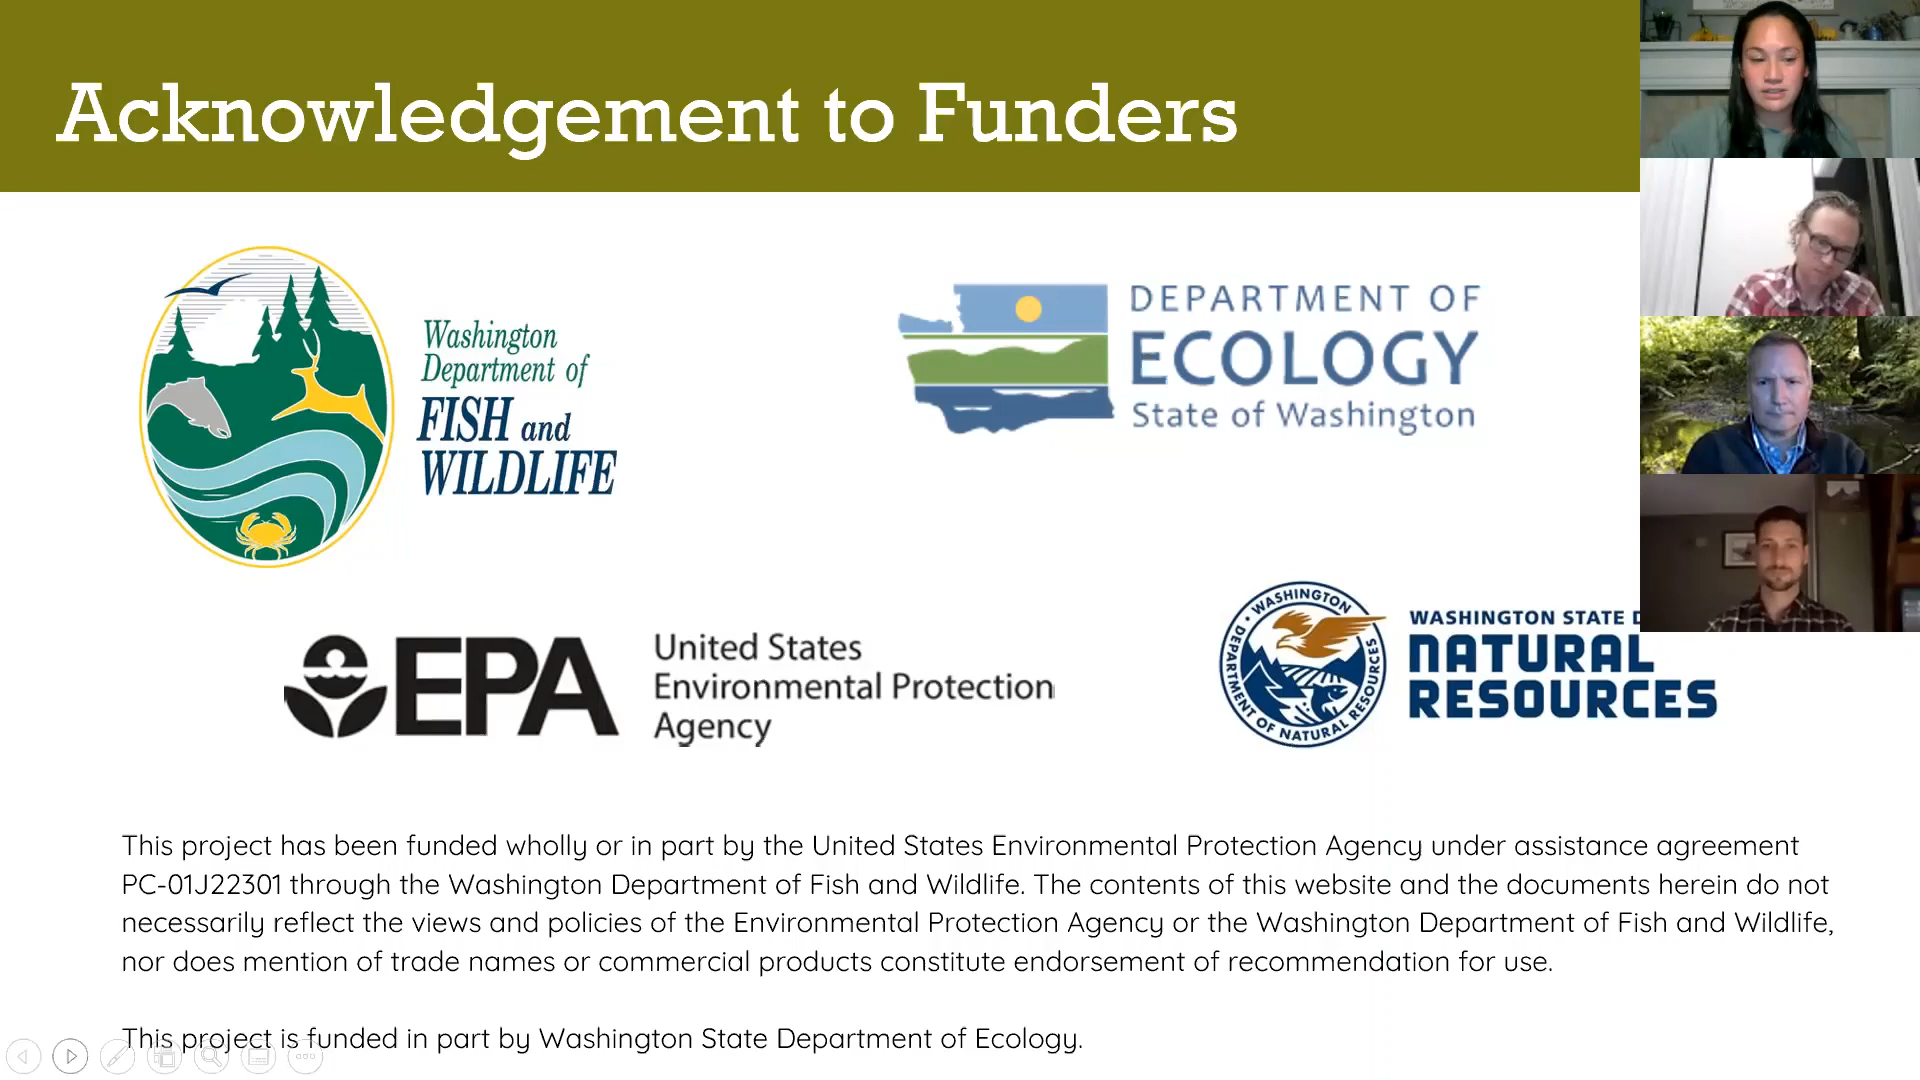 Acknowledgement to Funders
Washington
Department of
FISH and
WILDLIFE
DEPARTMENT OF
ECOLOGY
State of Washington
EPA
United States
Environmental Protection
Agency
WASHINGTON
DEPARTMENT OF NATURAL RESOURCES
WASHINGTON STATE D
NATURAL
RESOURCES
This project has been funded wholly or in part by the United States Environmental Protection Agency under assistance agreement
PC-01J22301 through the Washington Department of Fish and Wildlife. The contents of this website and the documents herein do not
necessarily reflect the views and policies of the Environmental Protection Agency or the Washington Department of Fish and Wildlife,
nor does mention of trade names or commercial products constitute endorsement of recommendation for use.
This project is funded in part by Washington State Department of Ecology.